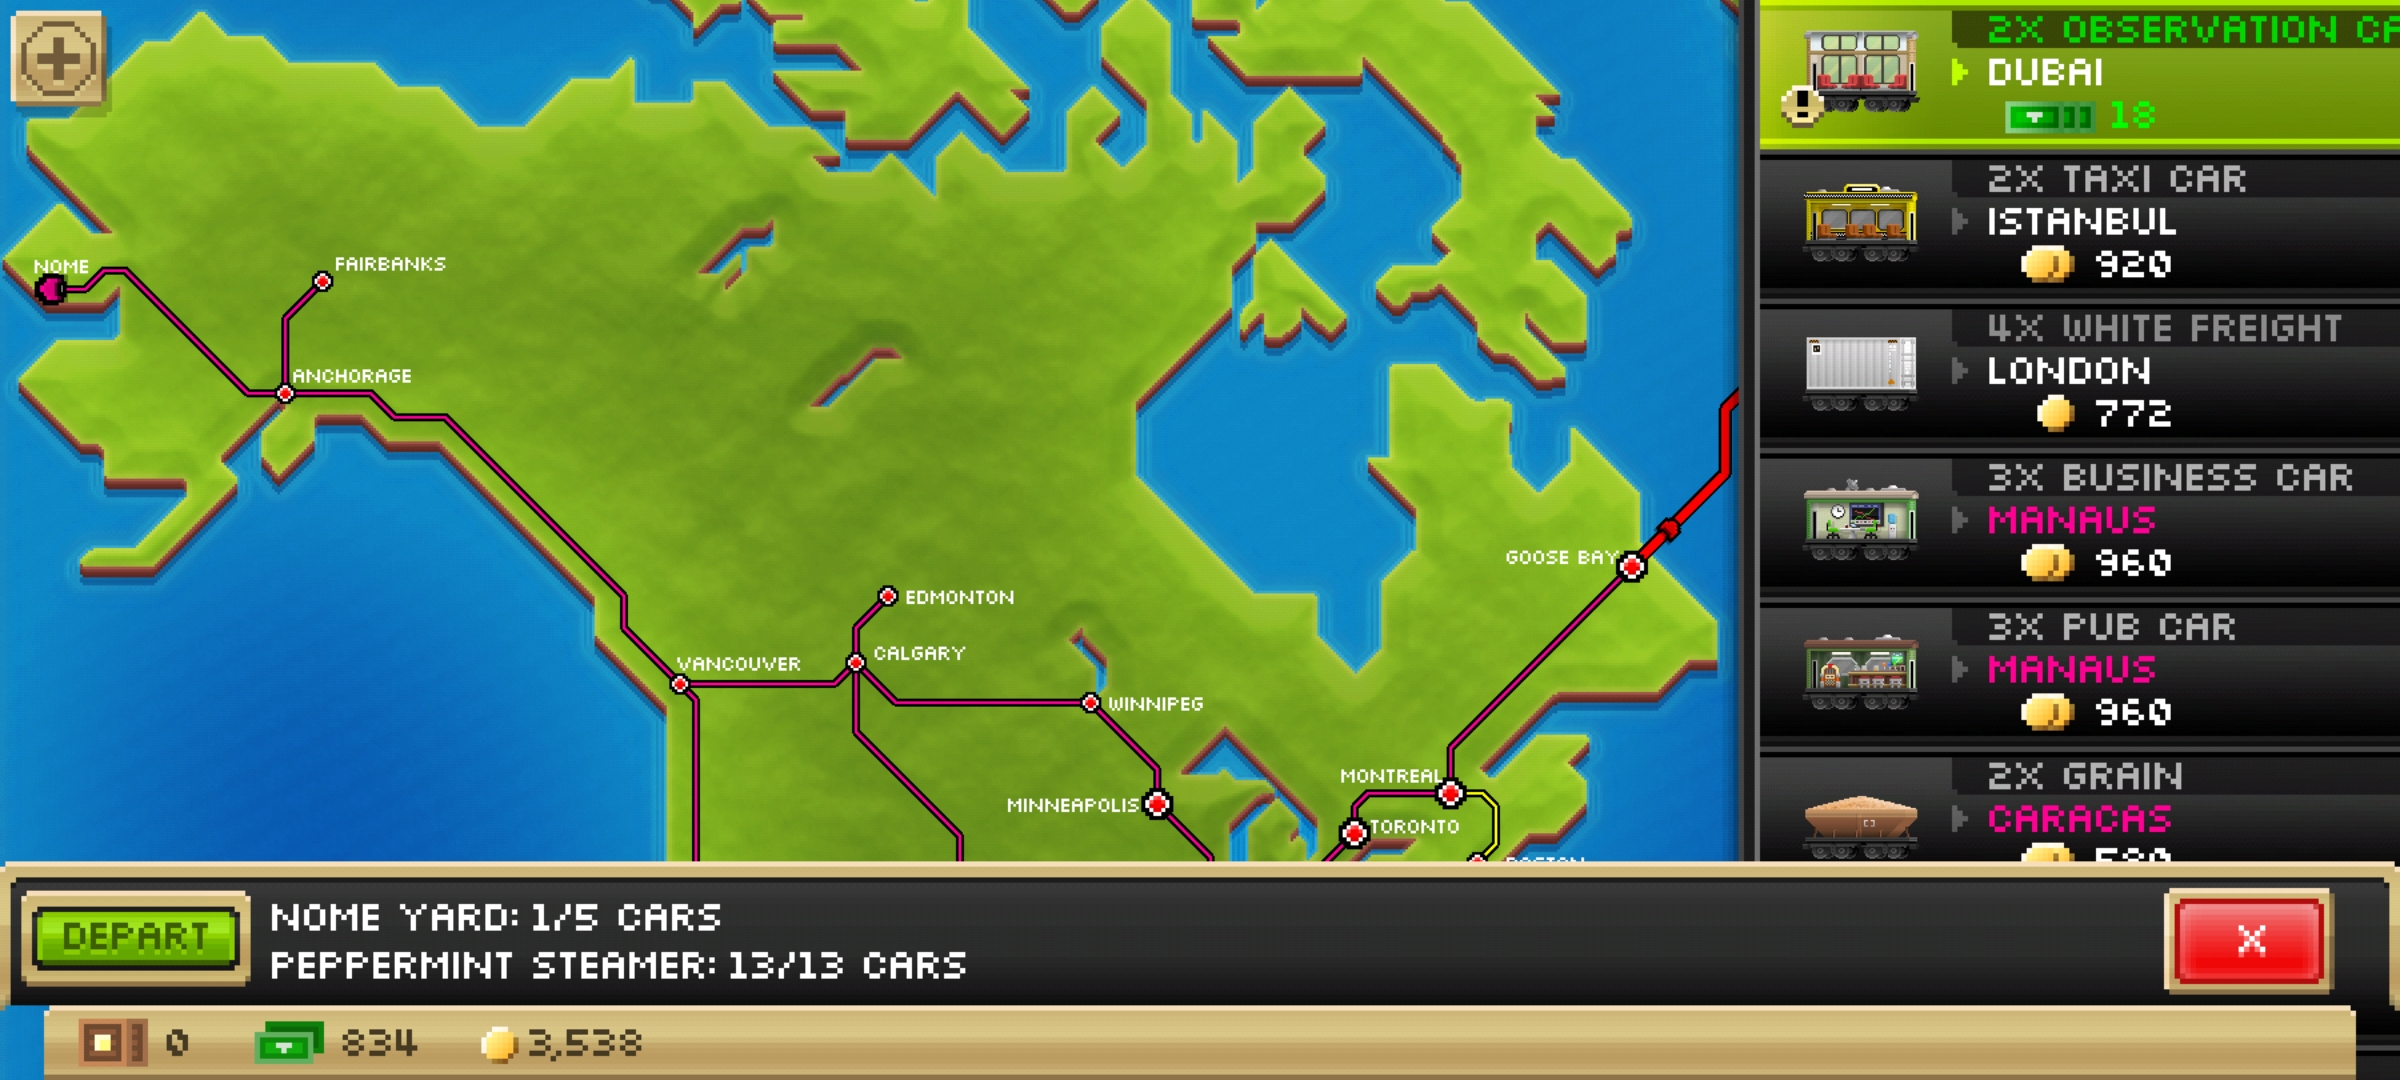 2X OBSERVATION CA
DUBAI
18
2X TAXI CAR
ISTANBUL
920
4X WHITE FREIGHT
LONDON
772
3X BUSINESS CAR
MANAUS
960
3X PUB CAR
MANAUS
960
2X GRAIN
CARACAS
NOME
FAIRBANKS
ANCHORAGE
GOOSE BAY
EDMONTON
CALGARY
VANCOUVER
WINNIPEG
MONTREAL
MINNEAPOLIS
TORONTO
DEPART
NOME YARD: 1/5 CARS
PEPPERMINT STEAMER: 13/13 CARS
X
0
834
3,538